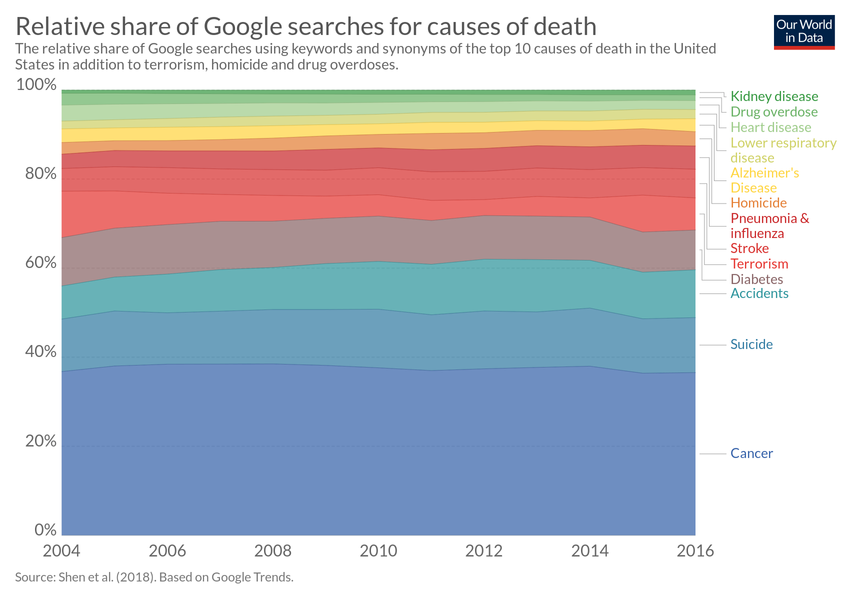 Relative share of Google searches for causes of death
The relative share of Google searches using keywords and synonyms of the top 10 causes of death in the United
States in addition to terrorism, homicide and drug overdoses.
Our World
in Data
100%
80%
60%
40%
20%
0%
2004
2006
2008
2010
2012
2014
2016
Kidney disease
Drug overdose
Heart disease
Lower respiratory
disease
Alzheimer's
Disease
Homicide
Pneumonia &
influenza
Stroke
Terrorism
Diabetes
Accidents
Suicide
Cancer
Source: Shen et al. (2018). Based on Google Trends.